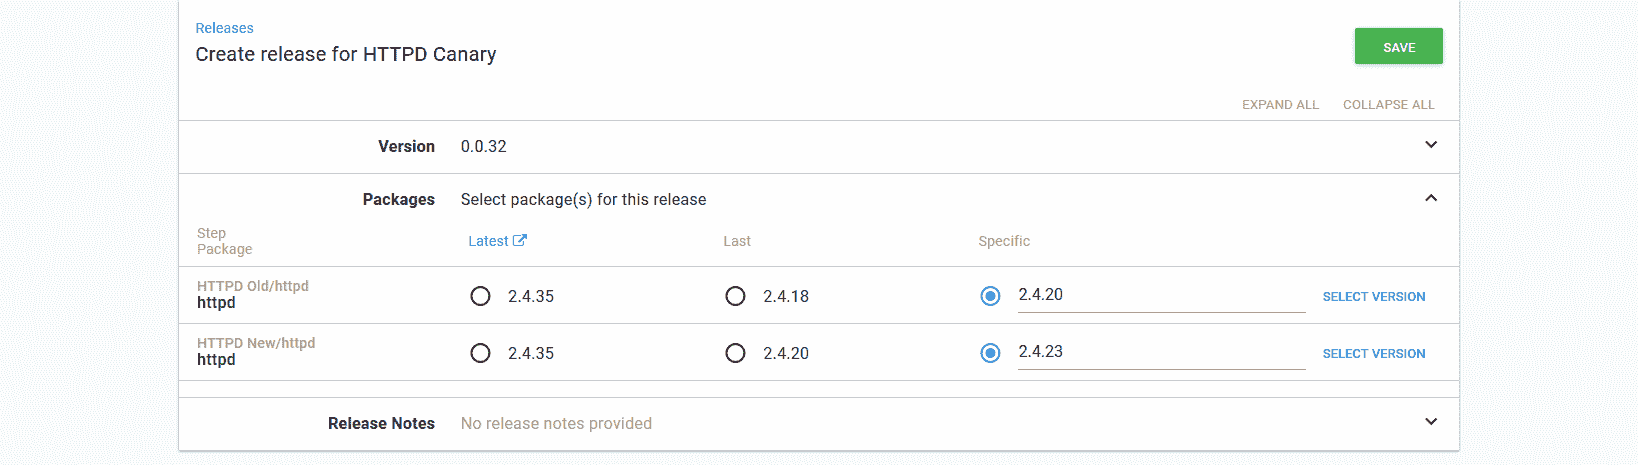 Releases
Create release for HTTPD Canary
SAVE
EXPAND ALL COLLAPSE ALL
Version 0.0.32
Packages Select package(s) for this release
Step
Package
Latest Last Specific
HTTPD Old/httpd
httpd
2.4.35 2.4.18 2.4.20 SELECT VERSION
HTTPD New/httpd
httpd
2.4.35 2.4.20 2.4.23 SELECT VERSION
Release Notes No release notes provided